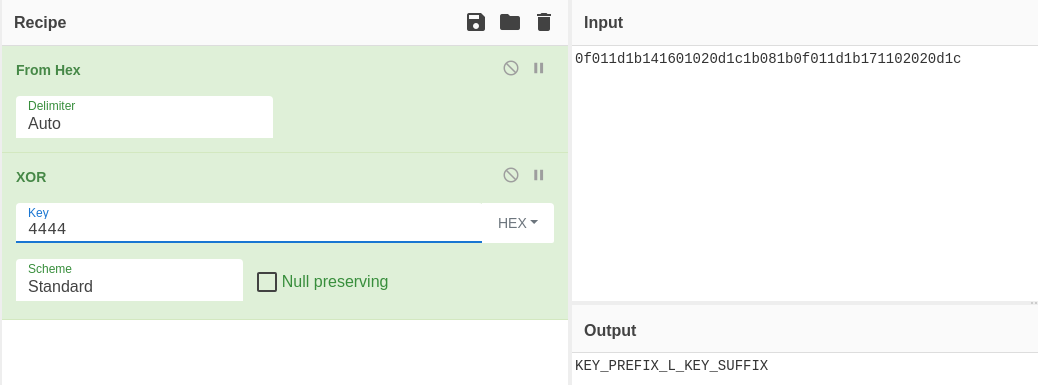 Recipe
From Hex
Delimiter
Auto
XOR
Key
4444
HEX
Scheme
Standard
Null preserving
Input
0f011d1b141601020d1c1b081b0f011d1b171102020d1c
Output
KEY_PREFIX_L_KEY_SUFFIX